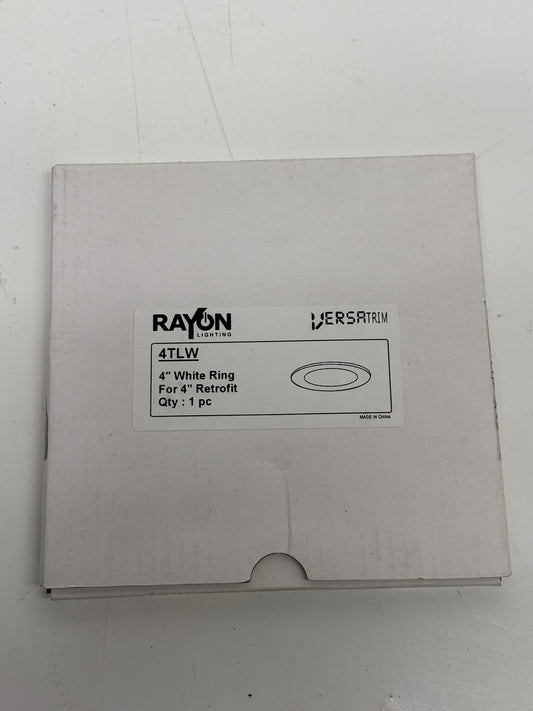 RAYON
LIGHTING
VERSATRIM
4TLW
4" White Ring
For 4" Retrofit
Qty : 1 pc
MADE IN CHINA